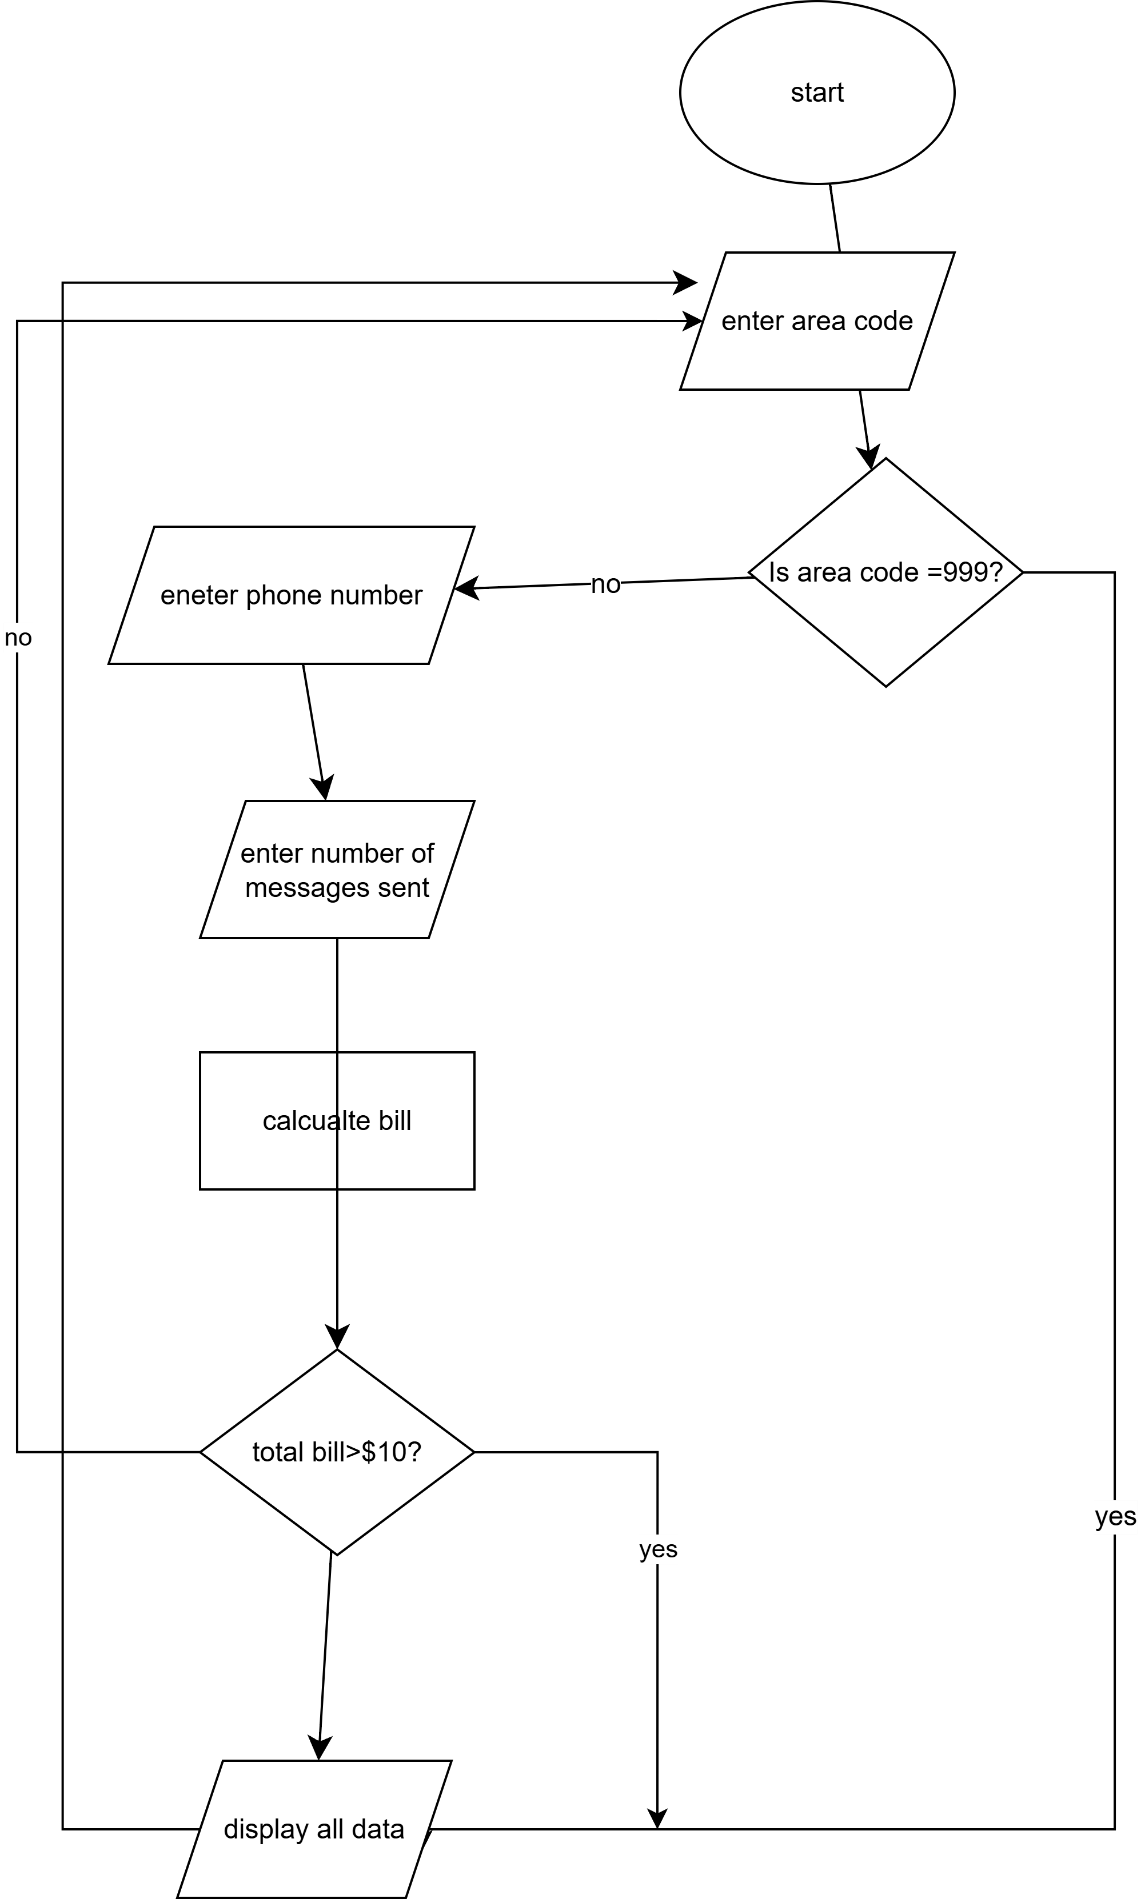 start
enter area code
Is area code =999?
no
eneter phone number
no
enter number of
messages sent
calcualte bill
total bill>$10?
yes
yes
display all data